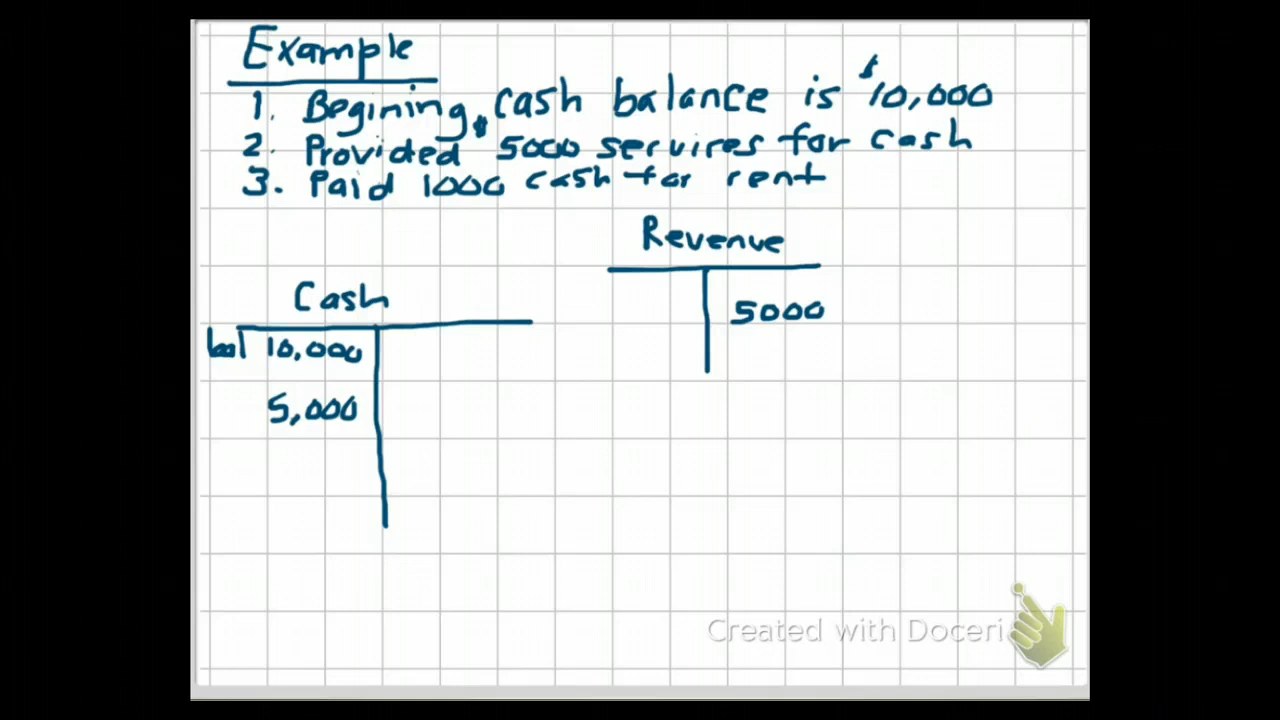 Example
1. Begining cash balance is $10,000
2. Provided $5000 services for cash
3. Paid 1000 cash for rent
Revenue
5000
Cash
bal 10,000
5,000
Created with Doceri